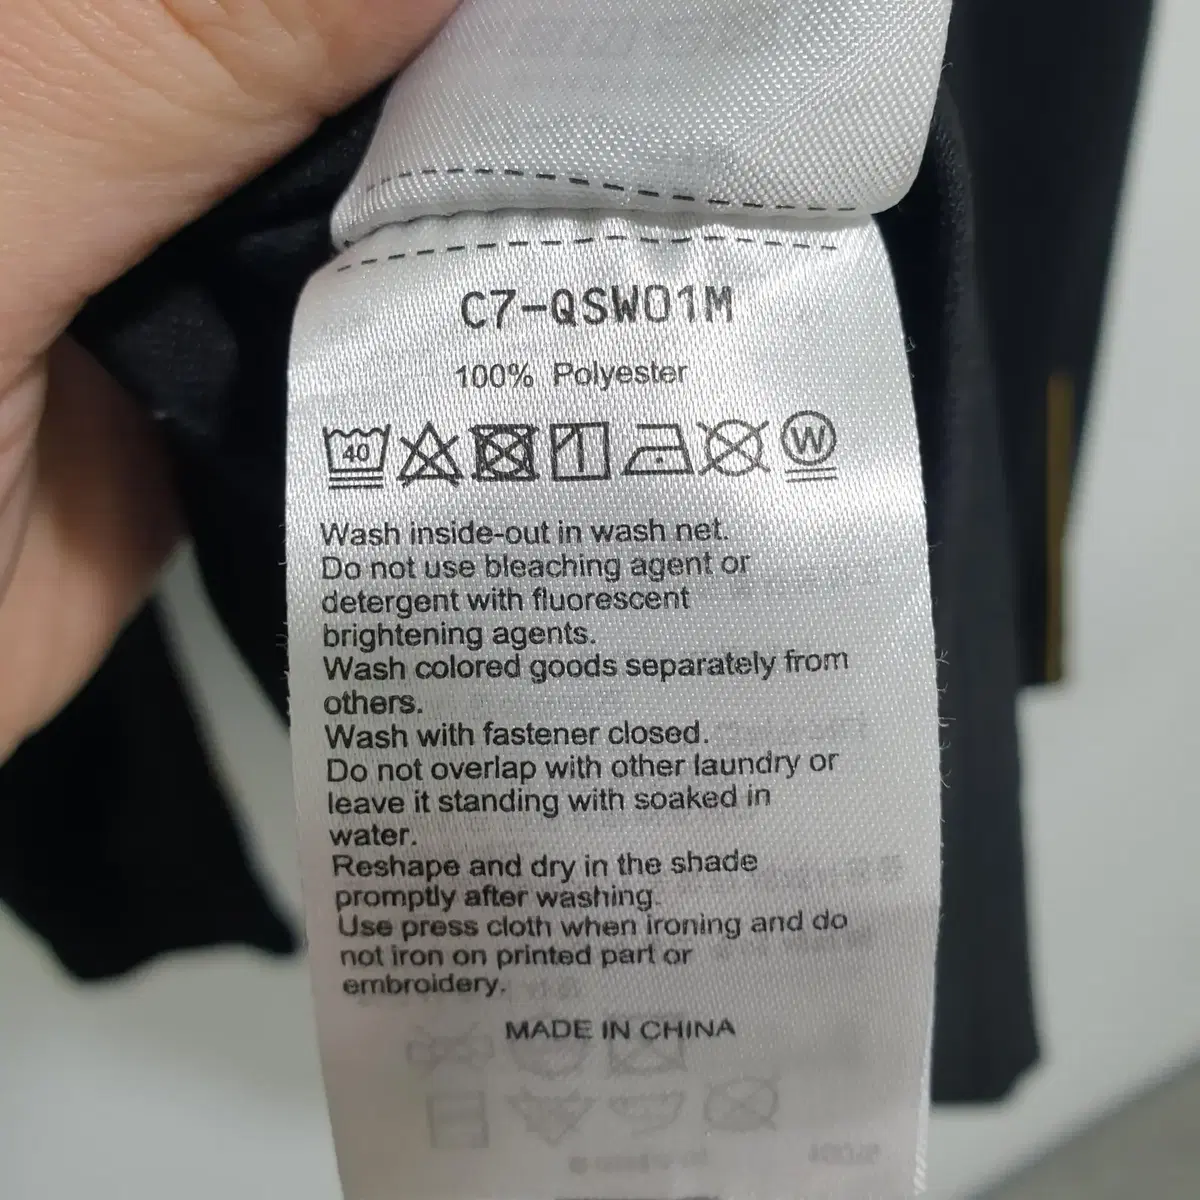 C7-QSW01M
100% Polyester
40 W
Wash inside-out in wash net.
Do not use bleaching agent or
detergent with fluorescent
brightening agents.
Wash colored goods separately from
others.
Wash with fastener closed.
Do not overlap with other laundry or
leave it standing with soaked in
water.
Reshape and dry in the shade
promptly after washing.
Use press cloth when ironing and do
not iron on printed part or
embroidery.
MADE IN CHINA